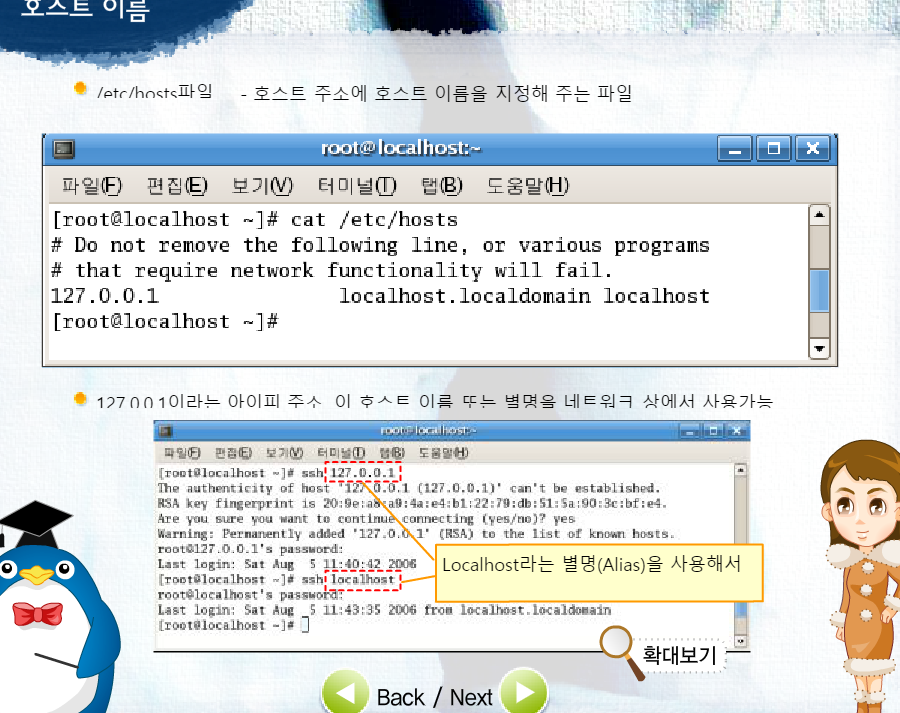 호스트 이름
/etc/hosts파일 - 호스트 주소에 호스트 이름을 지정해 주는 파일
root@localhost:~
파일(F) 편집(E) 보기(V) 터미널(T) 탭(B) 도움말(H)
[root@localhost ~]# cat /etc/hosts
# Do not remove the following line, or various programs
# that require network functionality will fail.
127.0.0.1 localhost.localdomain localhost
[root@localhost ~]#
127.0.0.1이라는 아이피 주소, 이 호스트 이름 또는 별명을 네트워크 상에서 사용가능
root@localhost:~
파일(F) 편집(E) 보기(V) 터미널(T) 탭(B) 도움말(H)
[root@localhost ~]# ssh 127.0.0.1
The authenticity of host '127.0.0.1 (127.0.0.1)' can't be established.
RSA key fingerprint is 20:9e:a8:a9:4a:e4:b1:22:79:db:51:5a:90:3c:bf:e4.
Are you sure you want to continue connecting (yes/no)? yes
Warning: Permanently added '127.0.0.1' (RSA) to the list of known hosts.
root@127.0.0.1's password:
Last login: Sat Aug 5 11:40:42 2006
[root@localhost ~]# ssh localhost
root@localhost's password:
Last login: Sat Aug 5 11:43:35 2006 from localhost.localdomain
[root@localhost ~]#
Localhost라는 별명(Alias)을 사용해서
확대보기
Back / Next